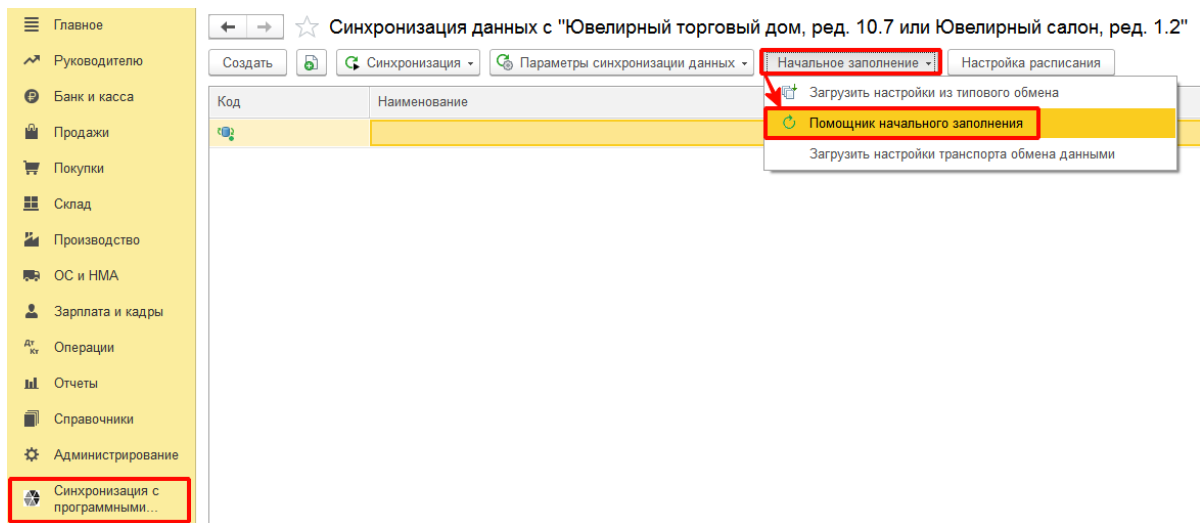 Главное
Руководителю
Банк и касса
Продажи
Покупки
Склад
Производство
ОС и НМА
Зарплата и кадры
Дт Кт Операции
Отчеты
Справочники
Администрирование
Синхронизация с
программными...
Синхронизация данных с "Ювелирный торговый дом, ред. 10.7 или Ювелирный салон, ред. 1.2"
Создать Синхронизация Параметры синхронизации данных Начальное заполнение Настройка расписания
Код Наименование
Загрузить настройки из типового обмена
Помощник начального заполнения
Загрузить настройки транспорта обмена данными